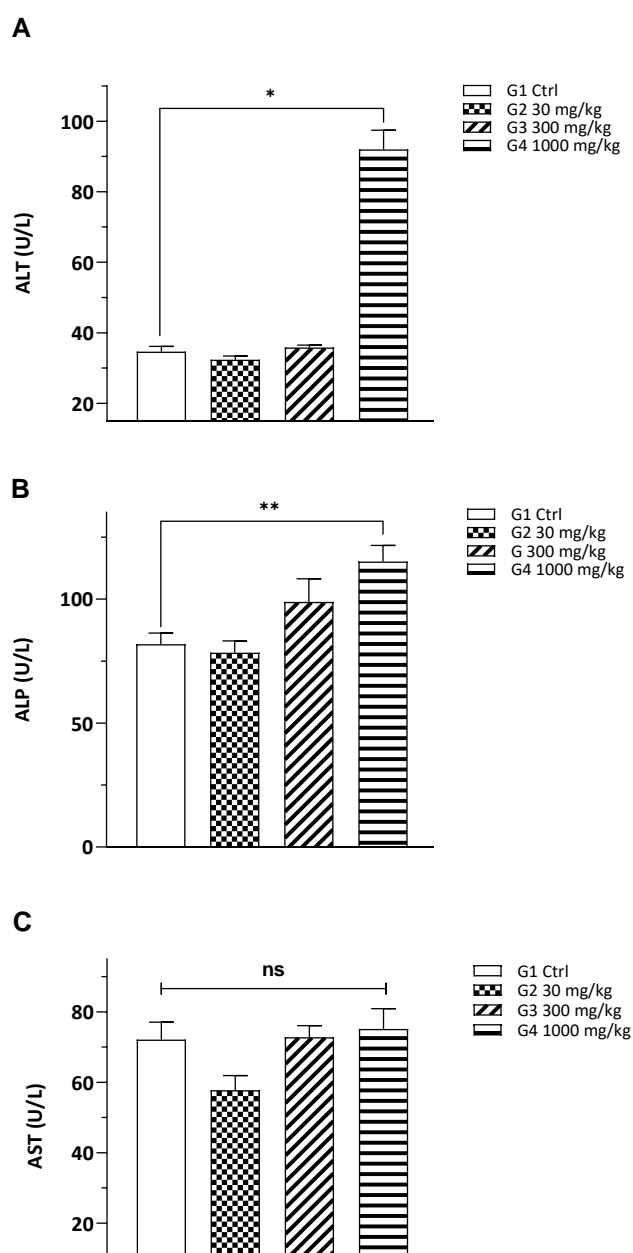 A
*
G1 Ctrl
G2 30 mg/kg
G3 300 mg/kg
G4 1000 mg/kg
100
80
60
40
20
ALT (U/L)
B
**
G1 Ctrl
G2 30 mg/kg
G 300 mg/kg
G4 1000 mg/kg
100
50
0
ALP (U/L)
C
ns
G1 Ctrl
G2 30 mg/kg
G3 300 mg/kg
G4 1000 mg/kg
80
60
40
20
AST (U/L)